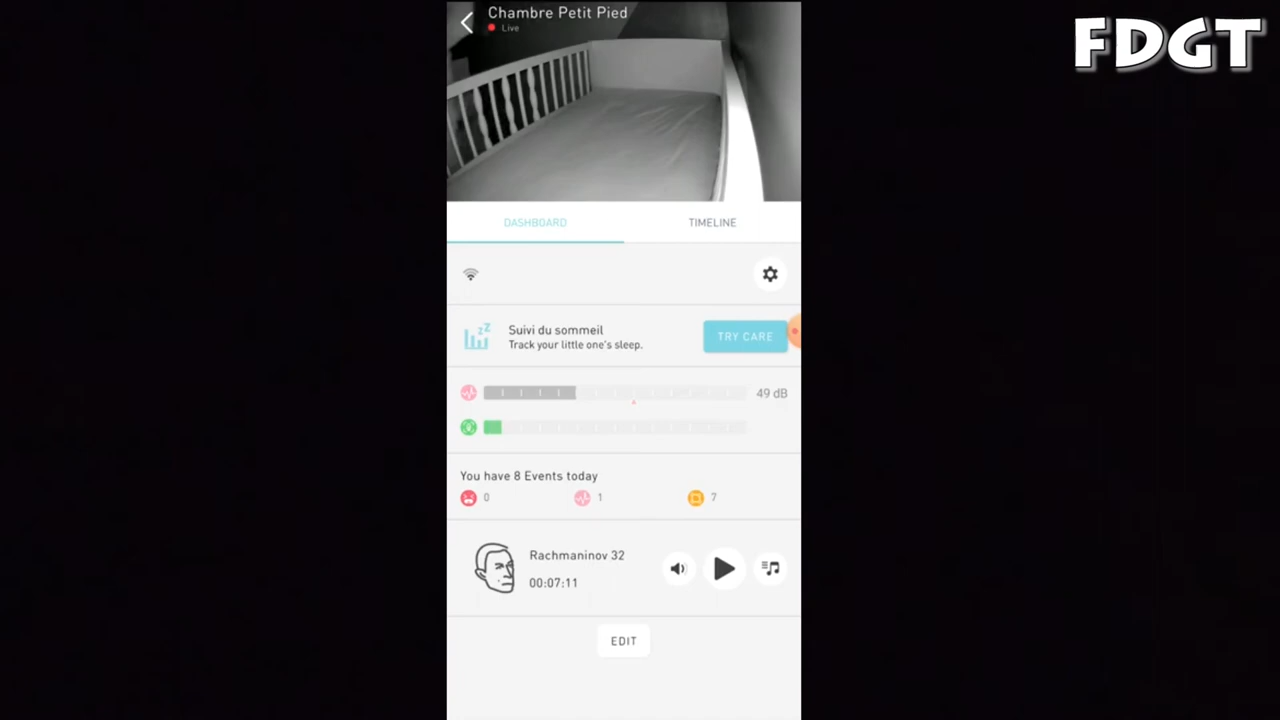 FDGT
Chambre Petit Pied
Live
DASHBOARD
TIMELINE
Suivi du sommeil
Track your little one's sleep.
TRY CARE
49 dB
You have 8 Events today
0
1
7
Rachmaninov 32
00:07:11
EDIT